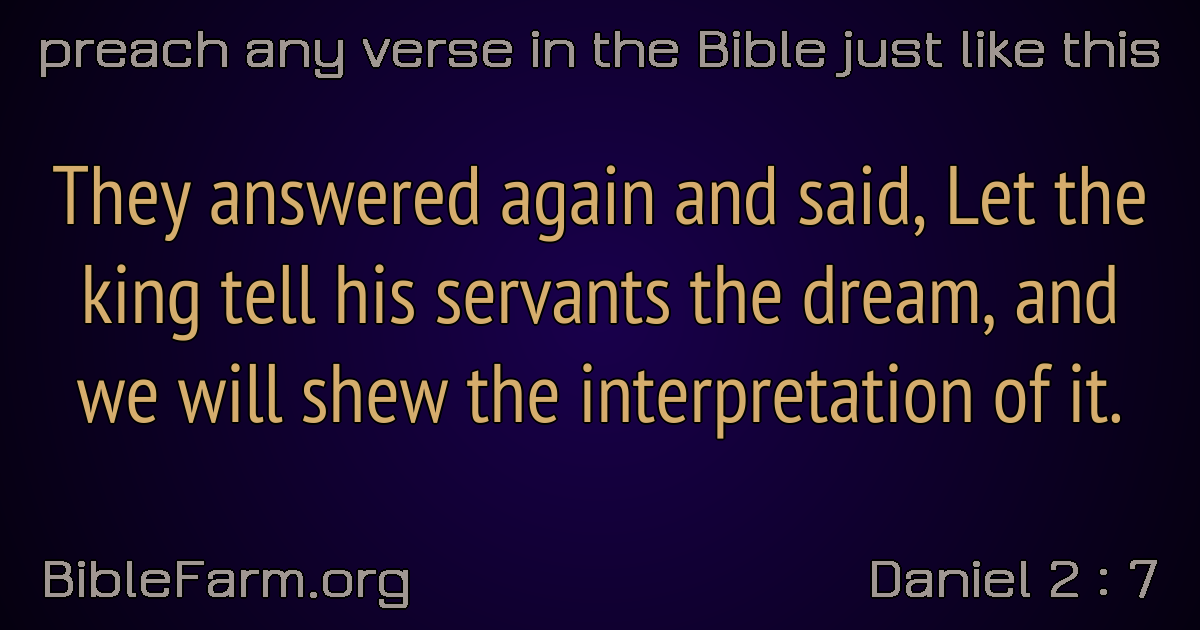 preach any verse in the Bible just like this
They answered again and said, Let the
king tell his servants the dream, and
we will shew the interpretation of it.
BibleFarm.org
Daniel 2 : 7